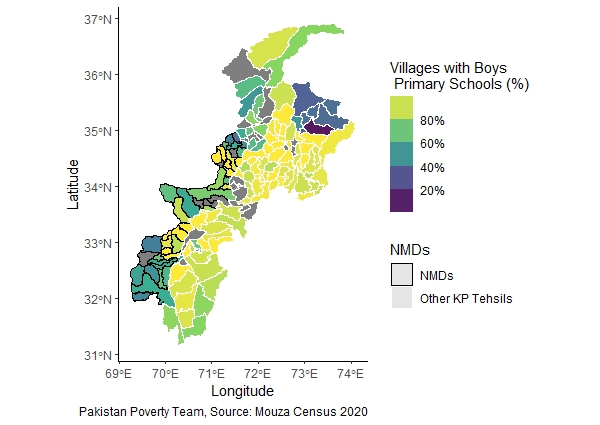 37°N
36°N
35°N
34°N
33°N
32°N
31°N
Latitude
69°E 70°E 71°E 72°E 73°E 74°E
Longitude
Pakistan Poverty Team, Source: Mouza Census 2020
Villages with Boys
Primary Schools (%)
80%
60%
40%
20%
NMDs
NMDs
Other KP Tehsils